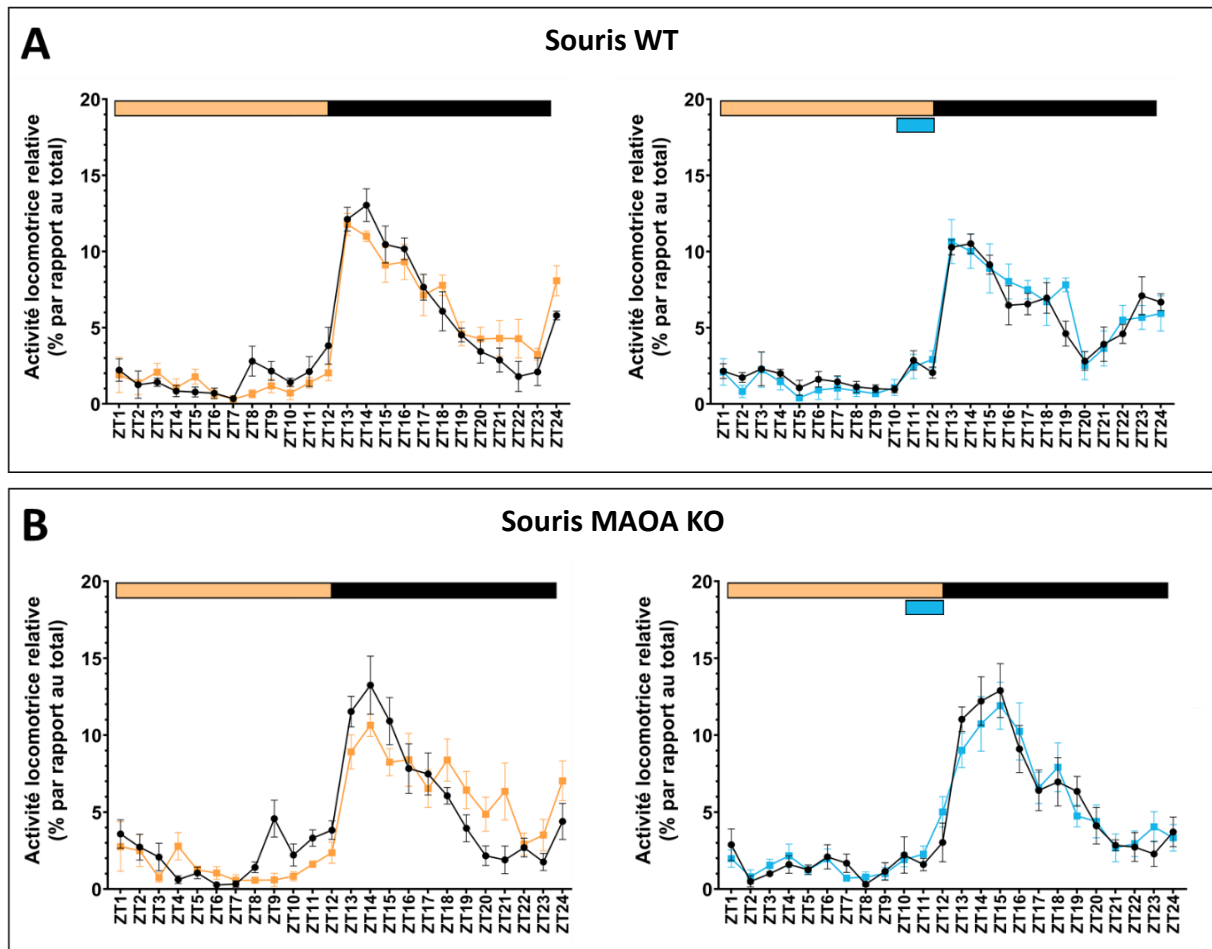 A
Souris WT
Activité locomotrice relative
(% par rapport au total)
20
15
10
5
0
ZT1
ZT2
ZT3
ZT4
ZT5
ZT6
ZT7
ZT8
ZT9
ZT10
ZT11
ZT12
ZT13
ZT14
ZT15
ZT16
ZT17
ZT18
ZT19
ZT20
ZT21
ZT22
ZT23
ZT24
Activité locomotrice relative
(% par rapport au total)
20
15
10
5
0
ZT1
ZT2
ZT3
ZT4
ZT5
ZT6
ZT7
ZT8
ZT9
ZT10
ZT11
ZT12
ZT13
ZT14
ZT15
ZT16
ZT17
ZT18
ZT19
ZT20
ZT21
ZT22
ZT23
ZT24
B
Souris MAOA KO
Activité locomotrice relative
(% par rapport au total)
20
15
10
5
0
ZT1
ZT2
ZT3
ZT4
ZT5
ZT6
ZT7
ZT8
ZT9
ZT10
ZT11
ZT12
ZT13
ZT14
ZT15
ZT16
ZT17
ZT18
ZT19
ZT20
ZT21
ZT22
ZT23
ZT24
Activité locomotrice relative
(% par rapport au total)
20
15
10
5
0
ZT1
ZT2
ZT3
ZT4
ZT5
ZT6
ZT7
ZT8
ZT9
ZT10
ZT11
ZT12
ZT13
ZT14
ZT15
ZT16
ZT17
ZT18
ZT19
ZT20
ZT21
ZT22
ZT23
ZT24